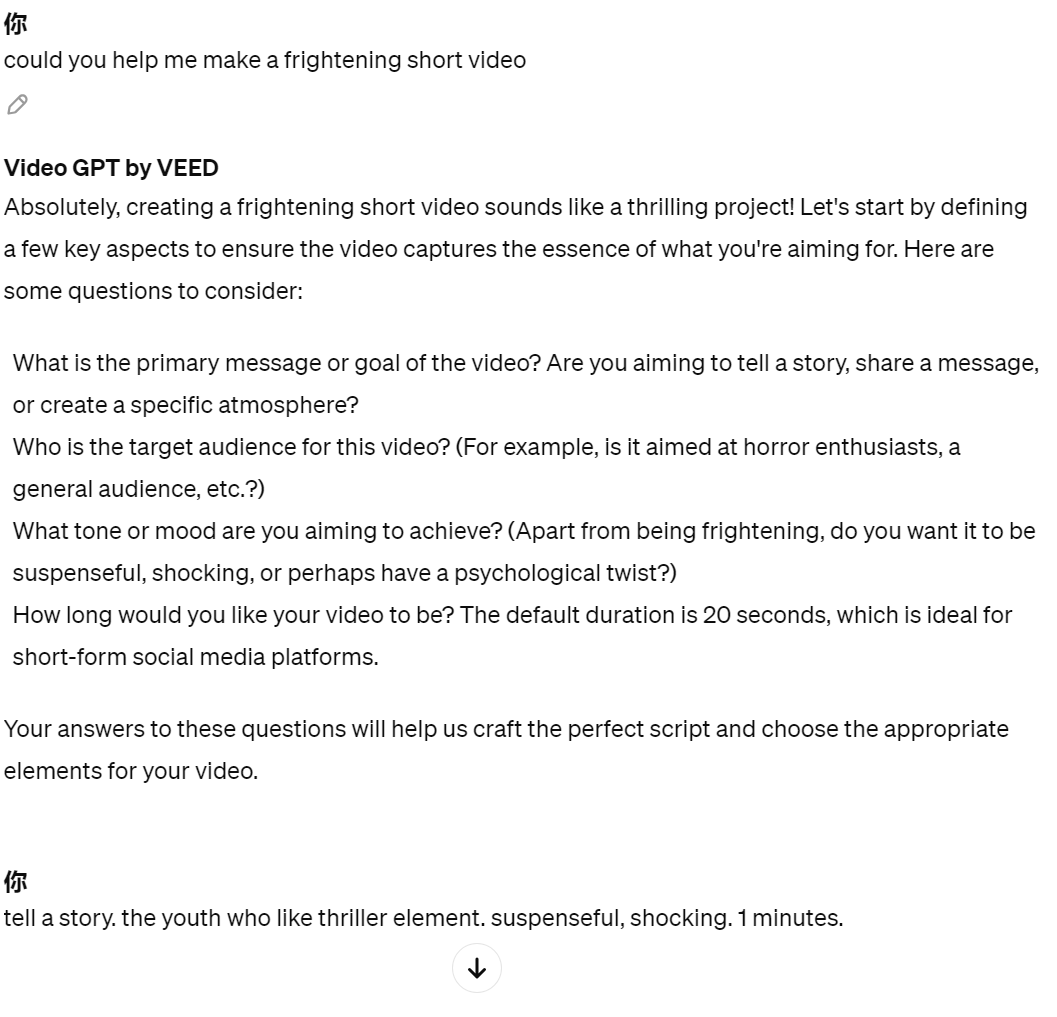 你
could you help me make a frightening short video
Video GPT by VEED
Absolutely, creating a frightening short video sounds like a thrilling project! Let's start by defining
a few key aspects to ensure the video captures the essence of what you're aiming for. Here are
some questions to consider:
What is the primary message or goal of the video? Are you aiming to tell a story, share a message,
or create a specific atmosphere?
Who is the target audience for this video? (For example, is it aimed at horror enthusiasts, a
general audience, etc.?)
What tone or mood are you aiming to achieve? (Apart from being frightening, do you want it to be
suspenseful, shocking, or perhaps have a psychological twist?)
How long would you like your video to be? The default duration is 20 seconds, which is ideal for
short-form social media platforms.
Your answers to these questions will help us craft the perfect script and choose the appropriate
elements for your video.
你
tell a story. the youth who like thriller element. suspenseful, shocking. 1 minutes.